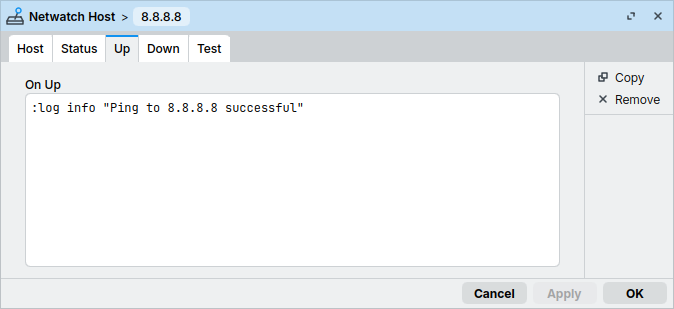 Netwatch Host > 8.8.8.8
Host Status Up Down Test
On Up
:log info "Ping to 8.8.8.8 successful"
Copy
Remove
Cancel Apply OK